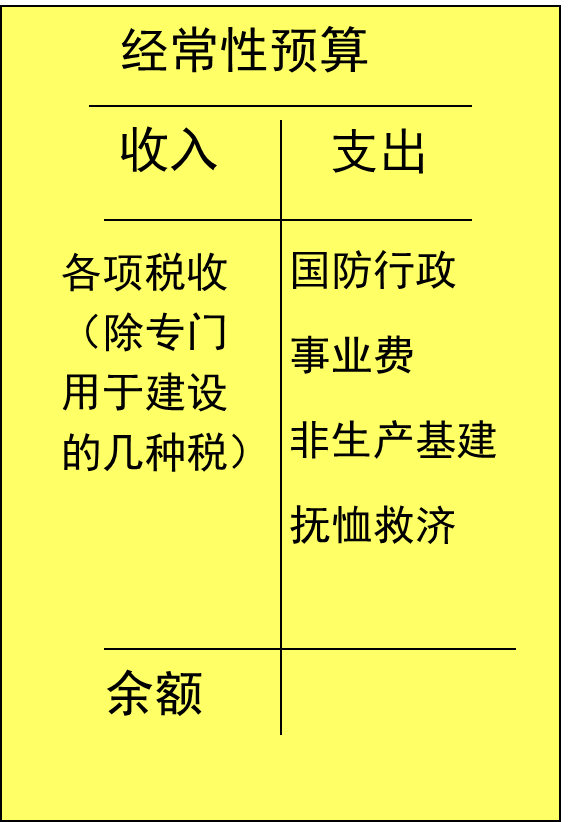 经常性预算
收入
支出
各项税收
（除专门
用于建设
的几种税）
国防行政
事业费
非生产基建
抚恤救济
余额